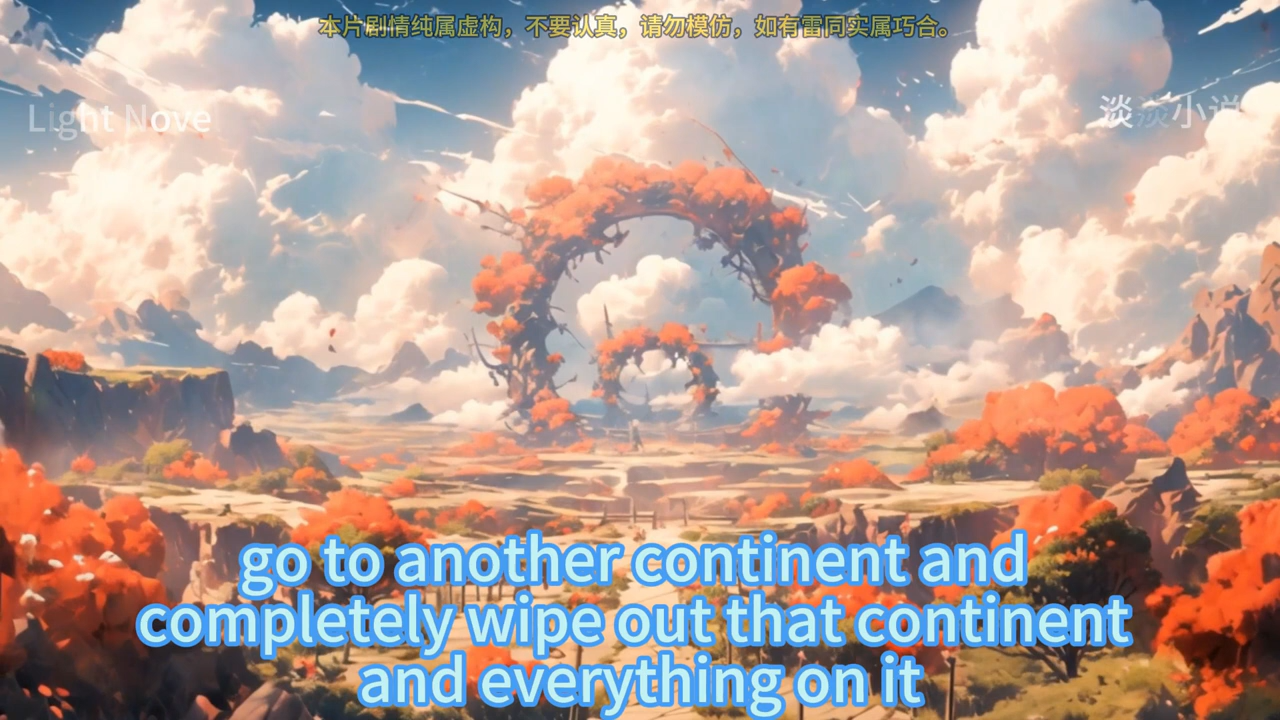 本片剧情纯属虚构，不要认真，请勿模仿，如有雷同实属巧合。
Light Nove
淡淡小说
go to another continent and
completely wipe out that continent
and everything on it